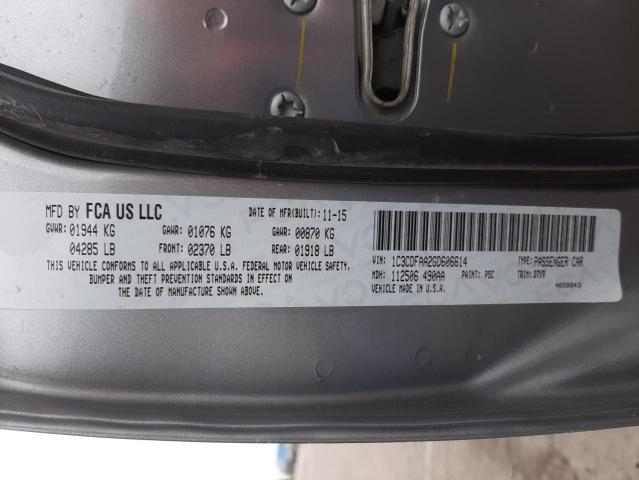 MFD BY FCA US LLC
DATE OF MFR(BUILT): 11-15
GVWR: 01944 KG GAWR: 01076 KG GAWR: 00870 KG
04285 LB FRONT: 02370 LB REAR: 01918 LB
THIS VEHICLE CONFORMS TO ALL APPLICABLE U.S.A. FEDERAL MOTOR VEHICLE SAFETY,
BUMPER AND THEFT PREVENTION STANDARDS IN EFFECT
ON THE DATE OF MANUFACTURE SHOWN ABOVE.
VIN: 1C3CDFAA2GD606614 TYPE: PASSENGER CAR
MDH: 112506 490AA PAINT: PSC TRIM: D7X9
VEHICLE MADE IN U.S.A. 4658843